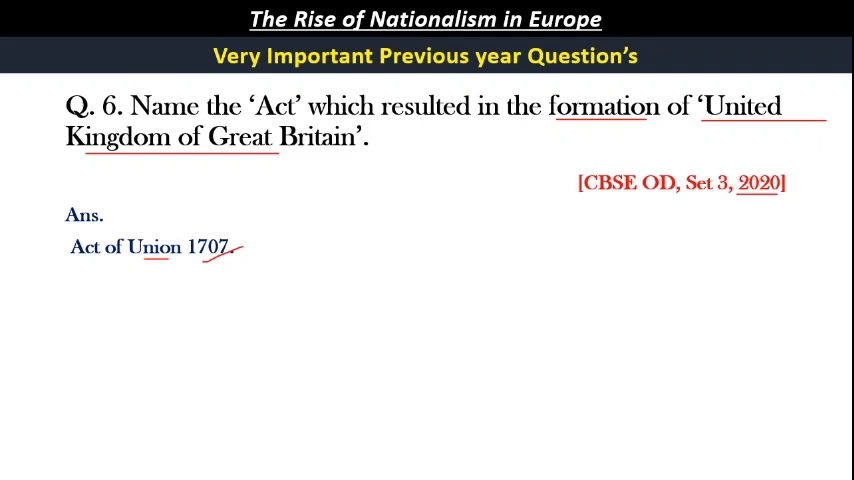 The Rise of Nationalism in Europe
Very Important Previous year Question's
Q. 6. Name the ‘Act’ which resulted in the formation of ‘United
Kingdom of Great Britain’.
[CBSE OD, Set 3, 2020]
Ans.
Act of Union 1707.